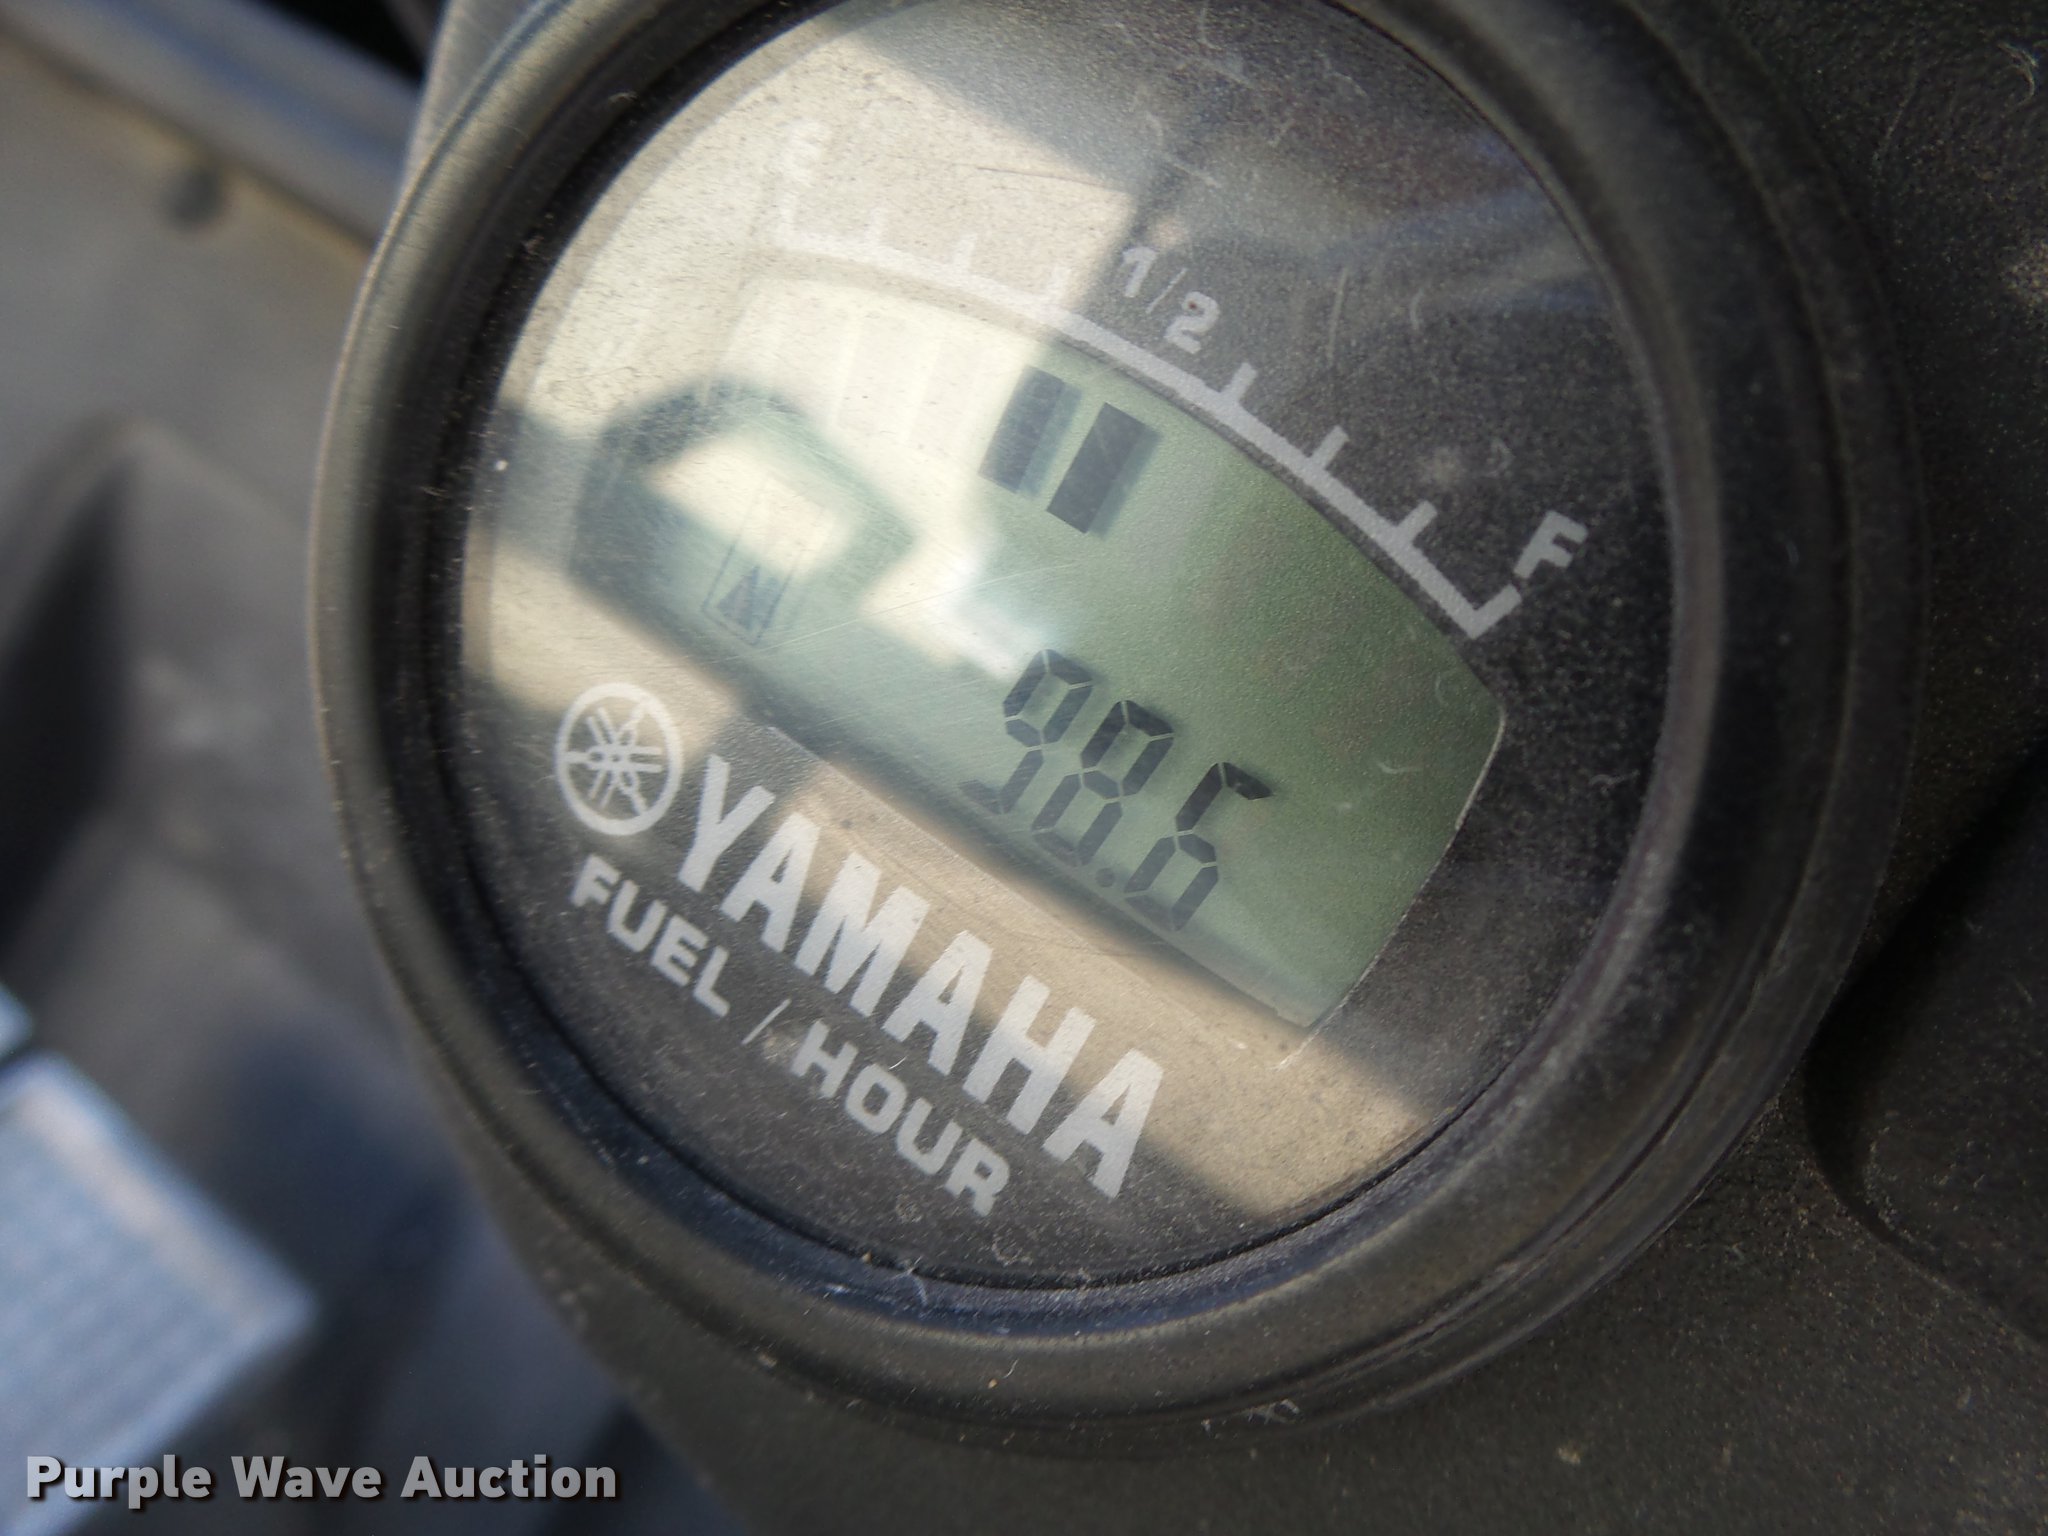 E
1/2
F
98.6
YAMAHA
FUEL / HOUR
Purple Wave Auction